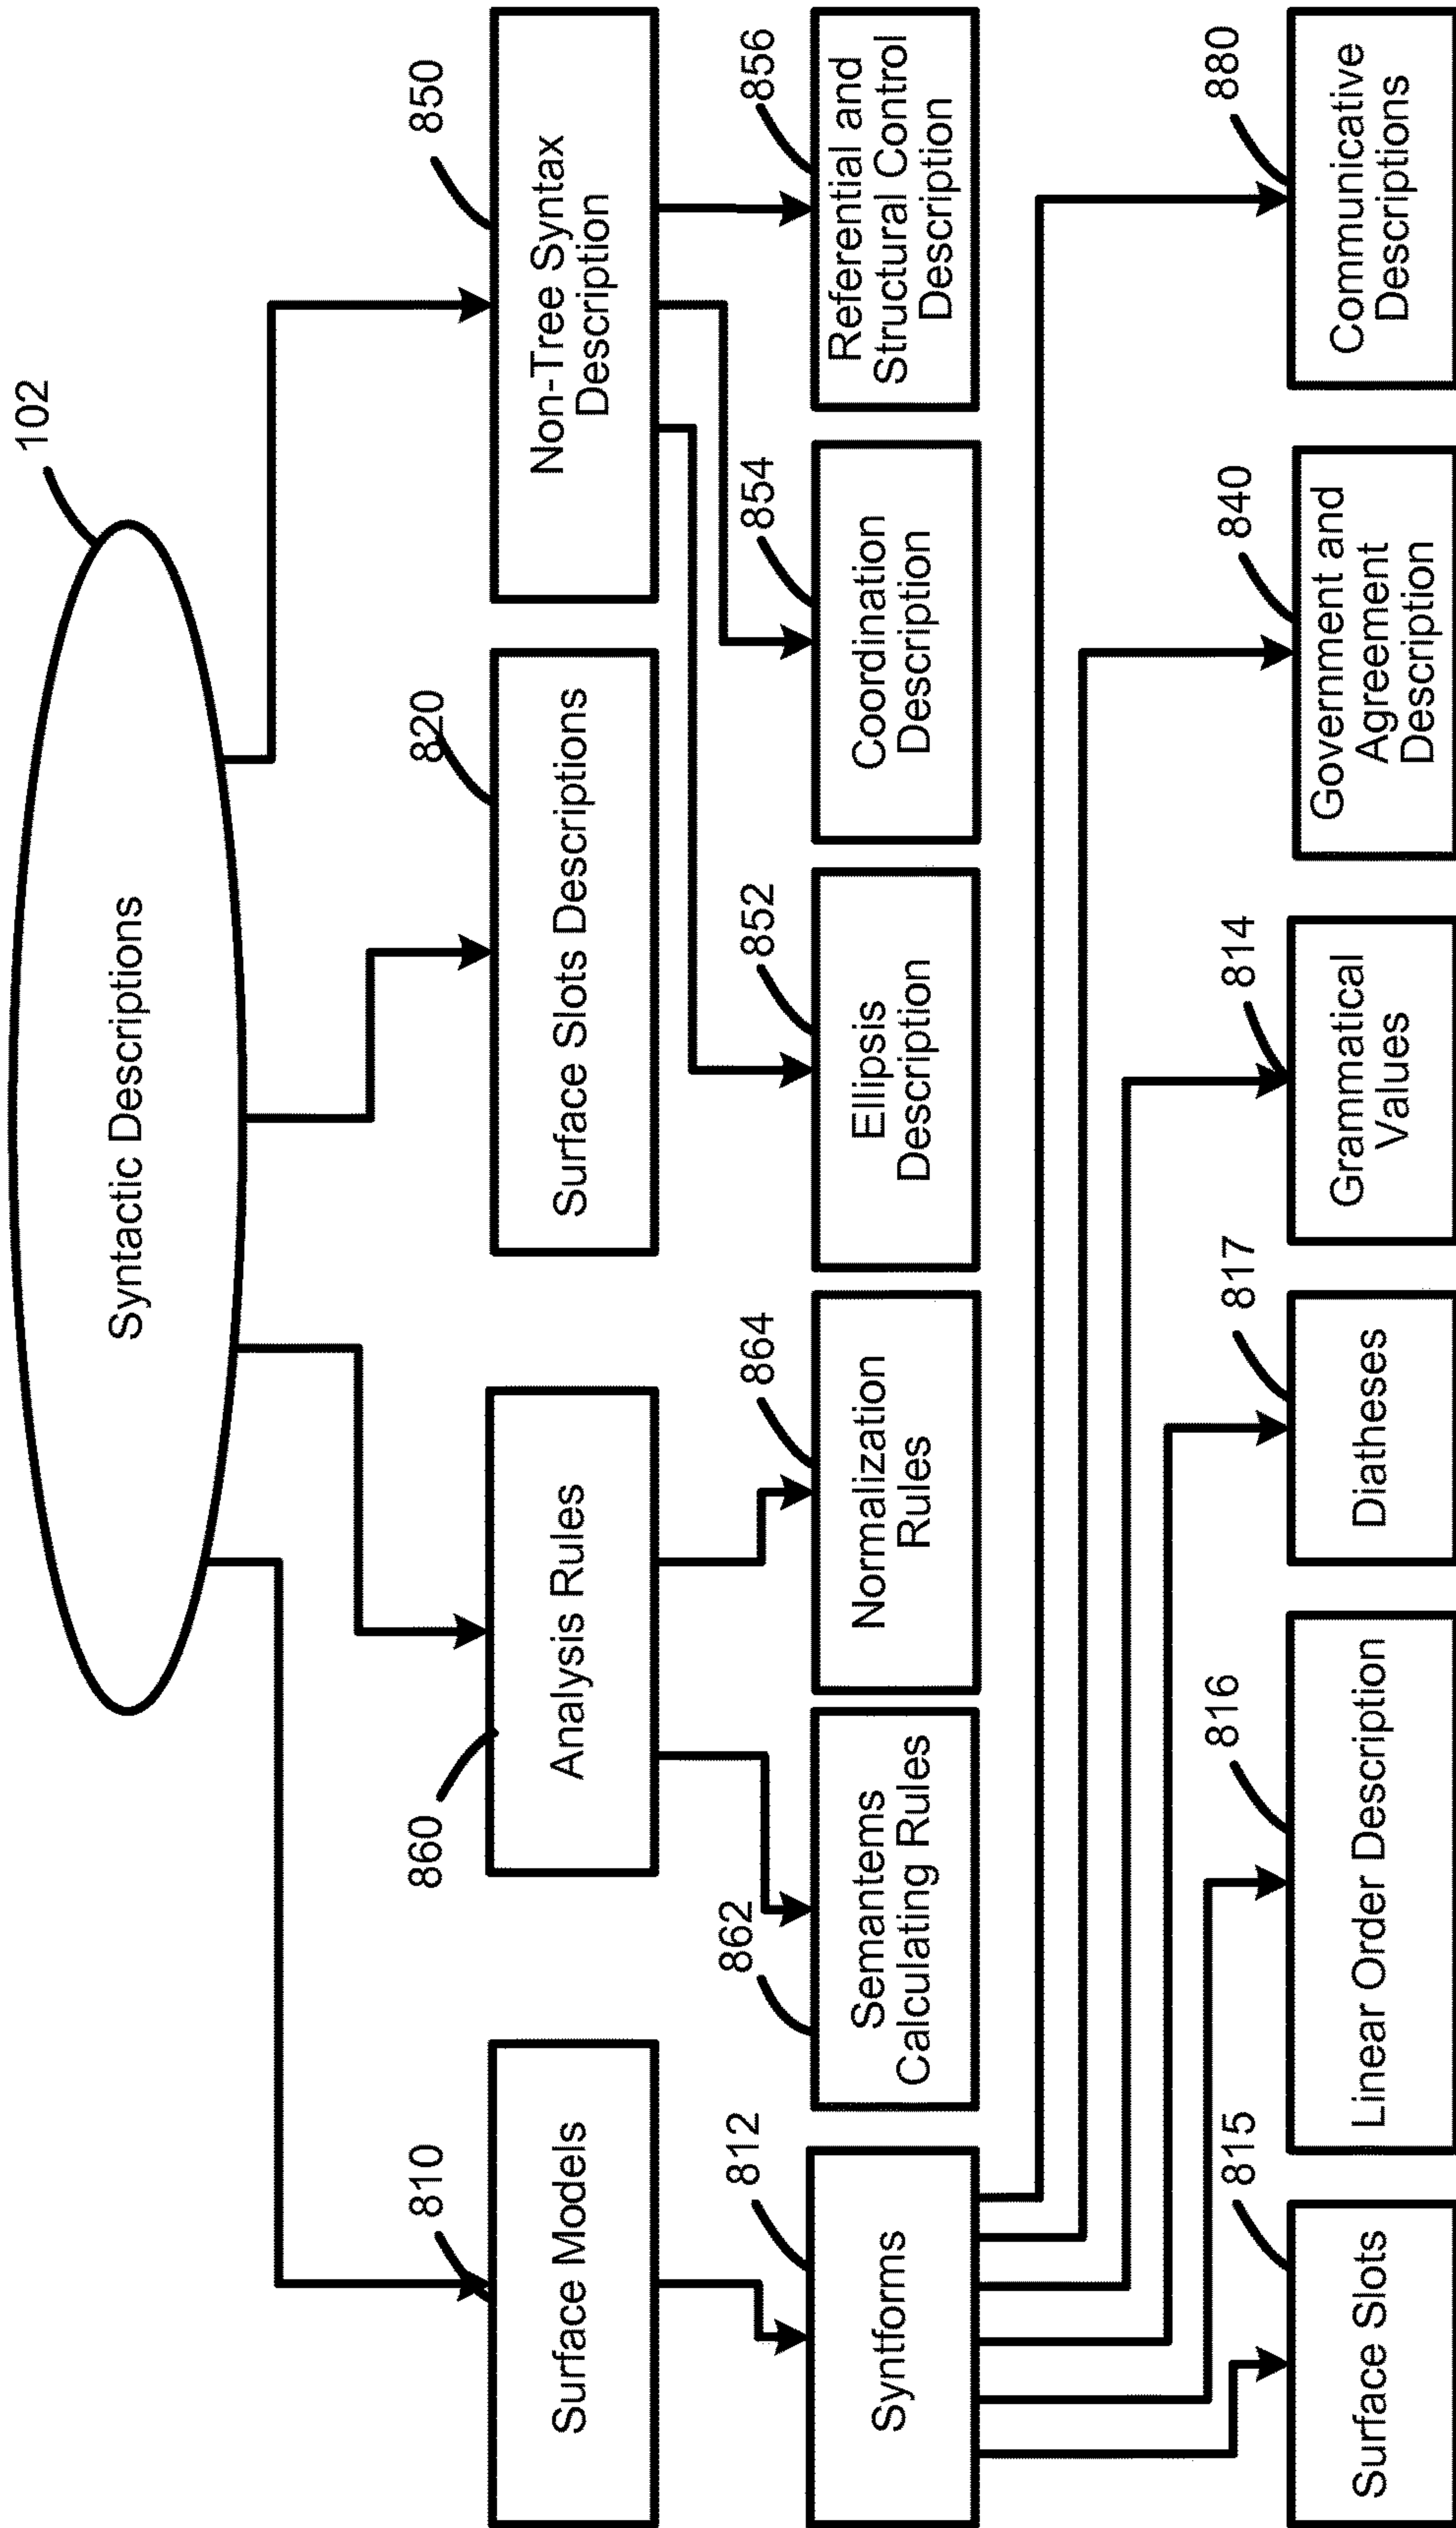 102
Syntactic Descriptions
810
860
820
850
Surface Models
Analysis Rules
Surface Slots Descriptions
Non-Tree Syntax
Description
812
862
864
852
854
856
Syntforms
Semantems
Calculating Rules
Normalization
Rules
Ellipsis
Description
Coordination
Description
Referential and
Structural Control
Description
815
816
817
814
840
880
Surface Slots
Linear Order Description
Diatheses
Grammatical
Values
Government and
Agreement
Description
Communicative
Descriptions